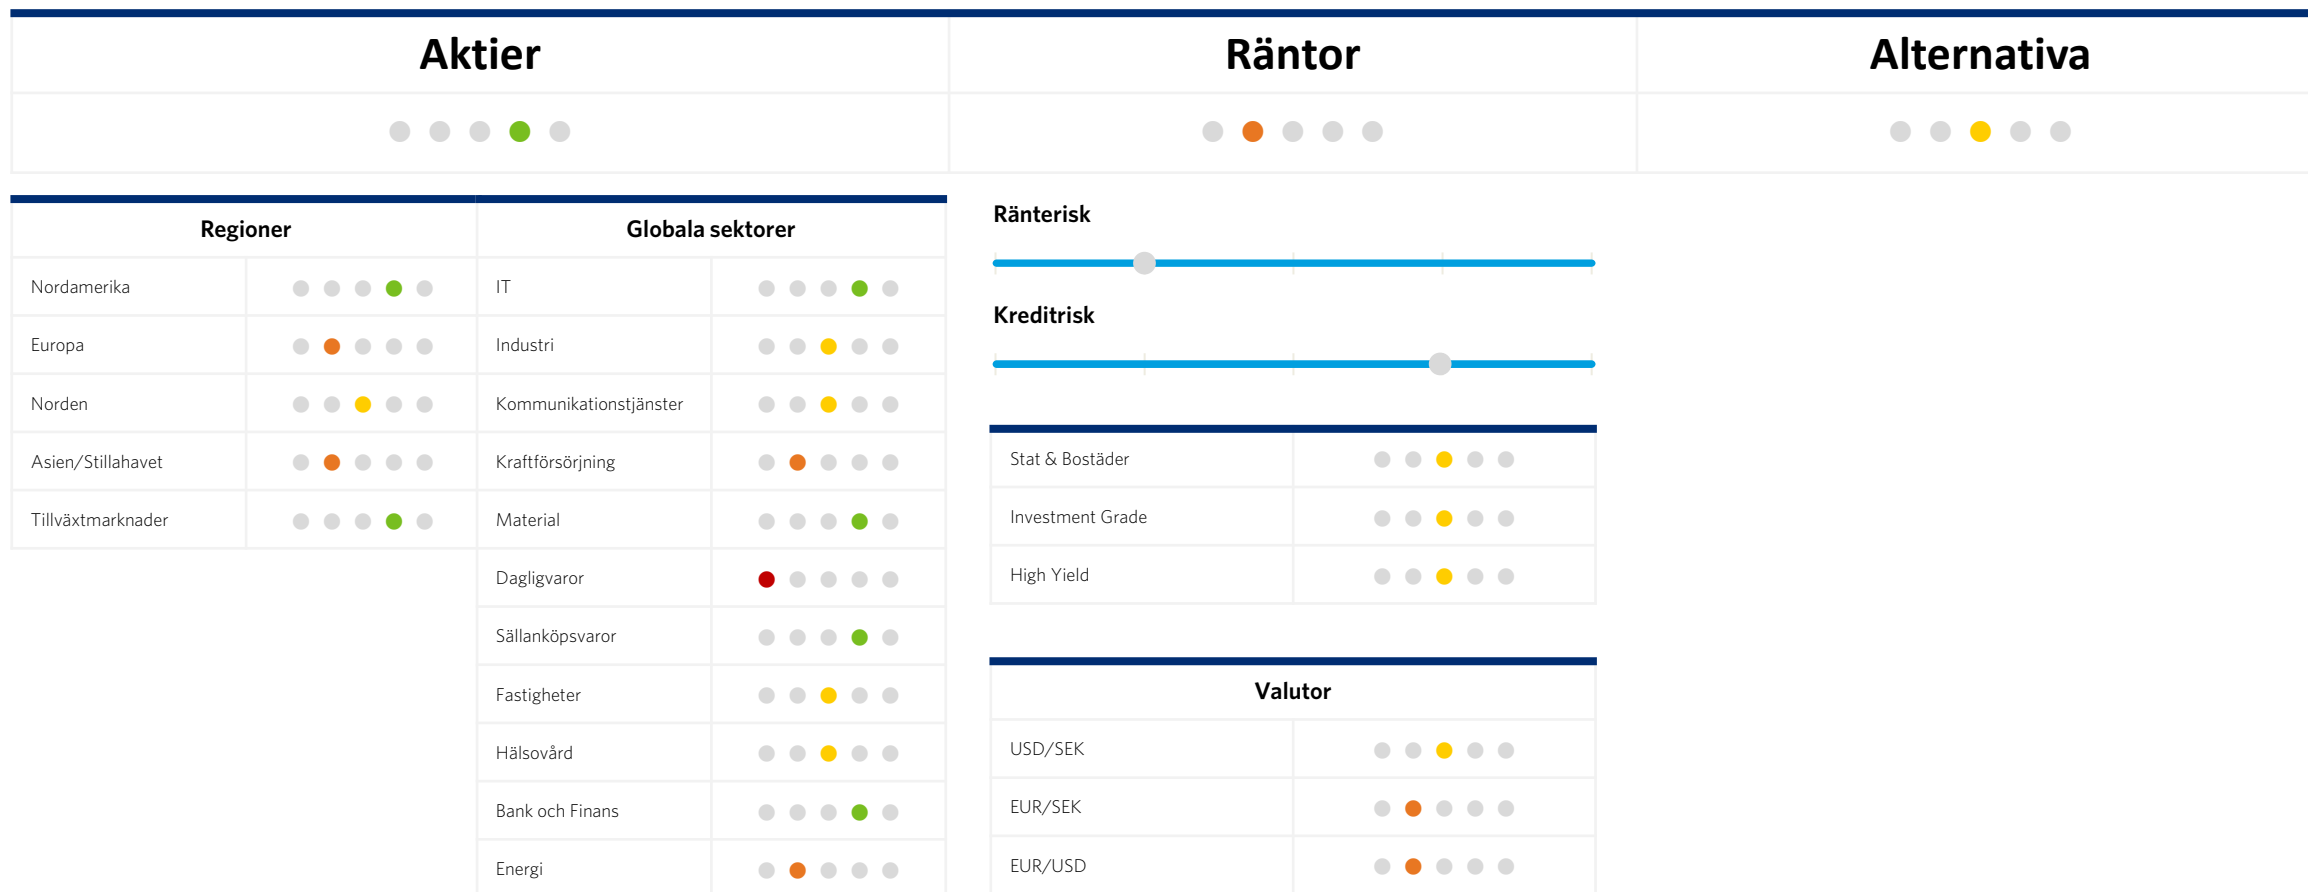 Aktier
Räntor
Alternativa
Regioner
Globala sektorer
Nordamerika
Europa
Norden
Asien/Stillahavet
Tillväxtmarknader
IT
Industri
Kommunikationstjänster
Kraftförsörjning
Material
Dagligvaror
Sällanköpsvaror
Fastigheter
Hälsovård
Bank och Finans
Energi
Ränterisk
Kreditrisk
Stat & Bostäder
Investment Grade
High Yield
Valutor
USD/SEK
EUR/SEK
EUR/USD